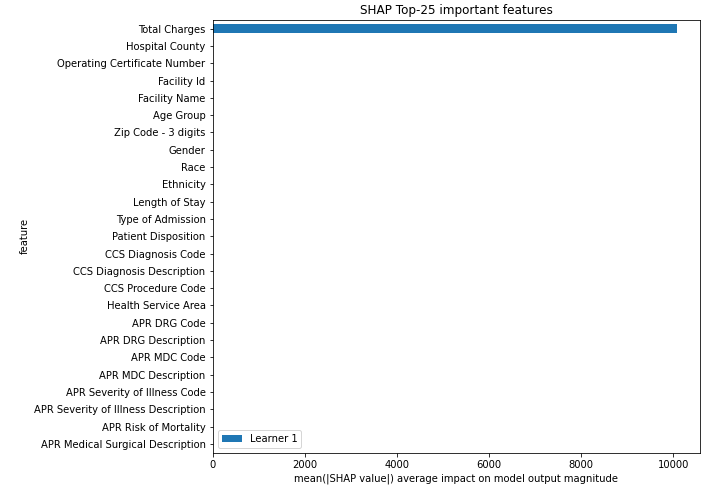 SHAP Top-25 important features
Total Charges
Hospital County
Operating Certificate Number
Facility Id
Facility Name
Age Group
Zip Code - 3 digits
Gender
Race
Ethnicity
Length of Stay
Type of Admission
Patient Disposition
CCS Diagnosis Code
CCS Diagnosis Description
CCS Procedure Code
Health Service Area
APR DRG Code
APR DRG Description
APR MDC Code
APR MDC Description
APR Severity of Illness Code
APR Severity of Illness Description
APR Risk of Mortality
APR Medical Surgical Description
feature
Learner 1
0 2000 4000 6000 8000 10000
mean(|SHAP value|) average impact on model output magnitude